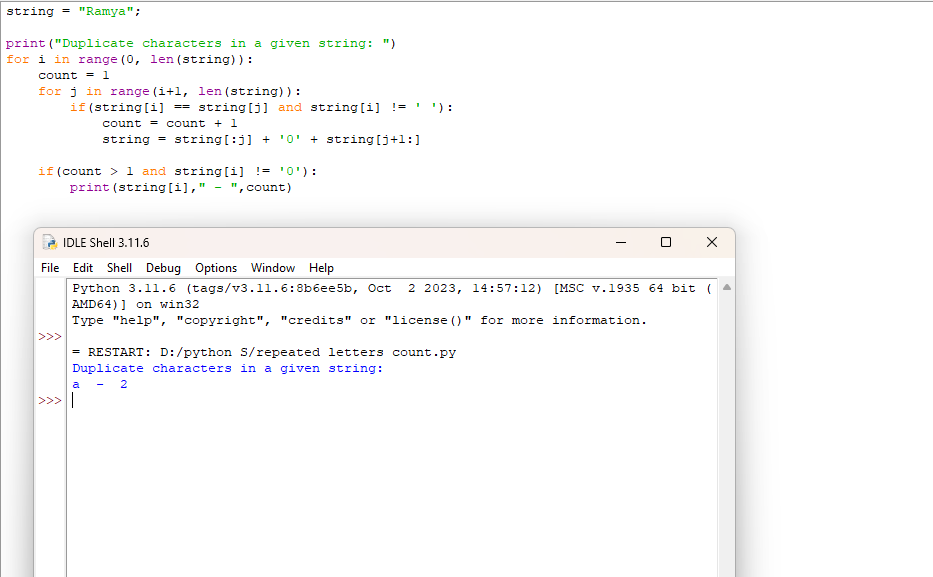 string = "Ramya";
print("Duplicate characters in a given string: ")
for i in range(0, len(string)):
    count = 1
    for j in range(i+1, len(string)):
        if(string[i] == string[j] and string[i] != ' '):
            count = count + 1
            string = string[:j] + '0' + string[j+1:]
    if(count > 1 and string[i] != '0'):
        print(string[i]," - ",count)
IDLE Shell 3.11.6
File Edit Shell Debug Options Window Help
Python 3.11.6 (tags/v3.11.6:8b6ee5b, Oct  2 2023, 14:57:12) [MSC v.1935 64 bit (
AMD64)] on win32
Type "help", "copyright", "credits" or "license()" for more information.
>>>
= RESTART: D:/python S/repeated letters count.py
Duplicate characters in a given string:
a  -  2
>>>